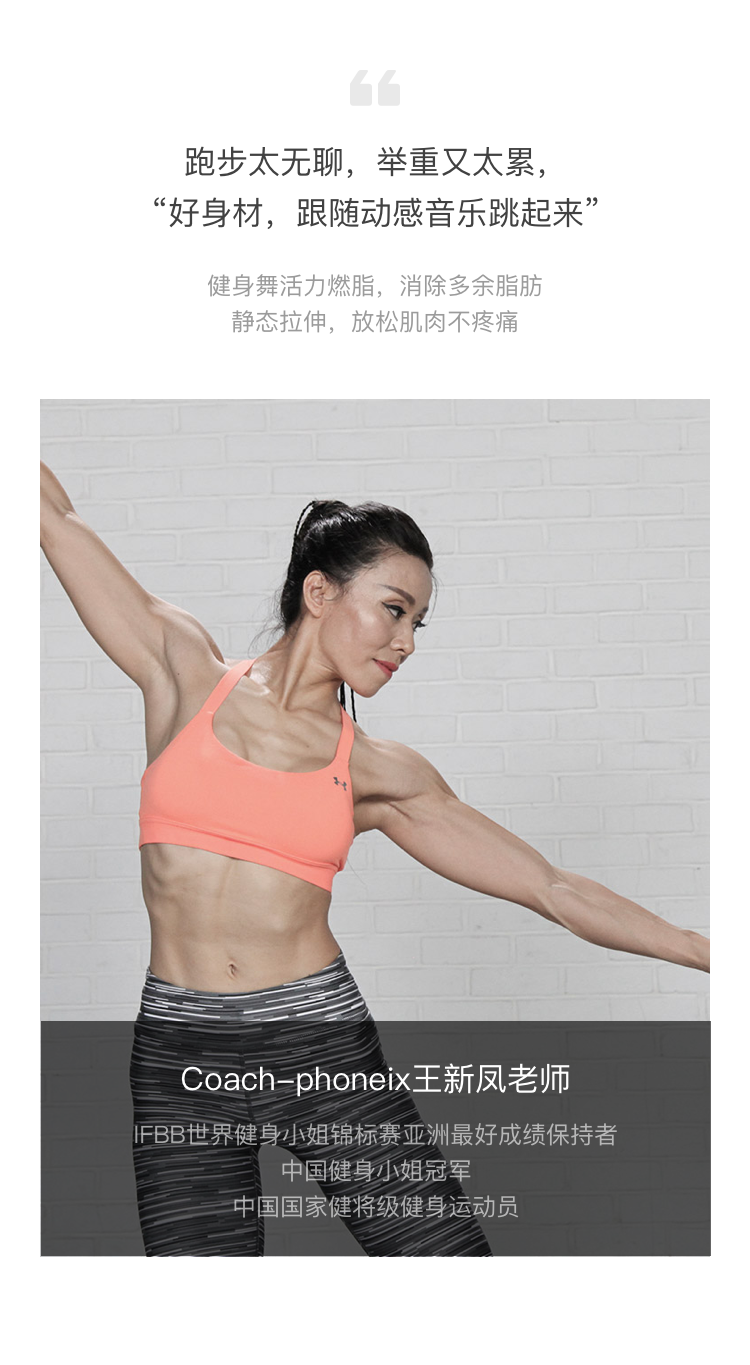 “
跑步太无聊，举重又太累，
“好身材，跟随动感音乐跳起来”
健身舞活力燃脂，消除多余脂肪
静态拉伸，放松肌肉不疼痛
Coach-phoneix王新凤老师
IFBB世界健身小姐锦标赛亚洲最好成绩保持者
中国健身小姐冠军
中国国家健将级健身运动员